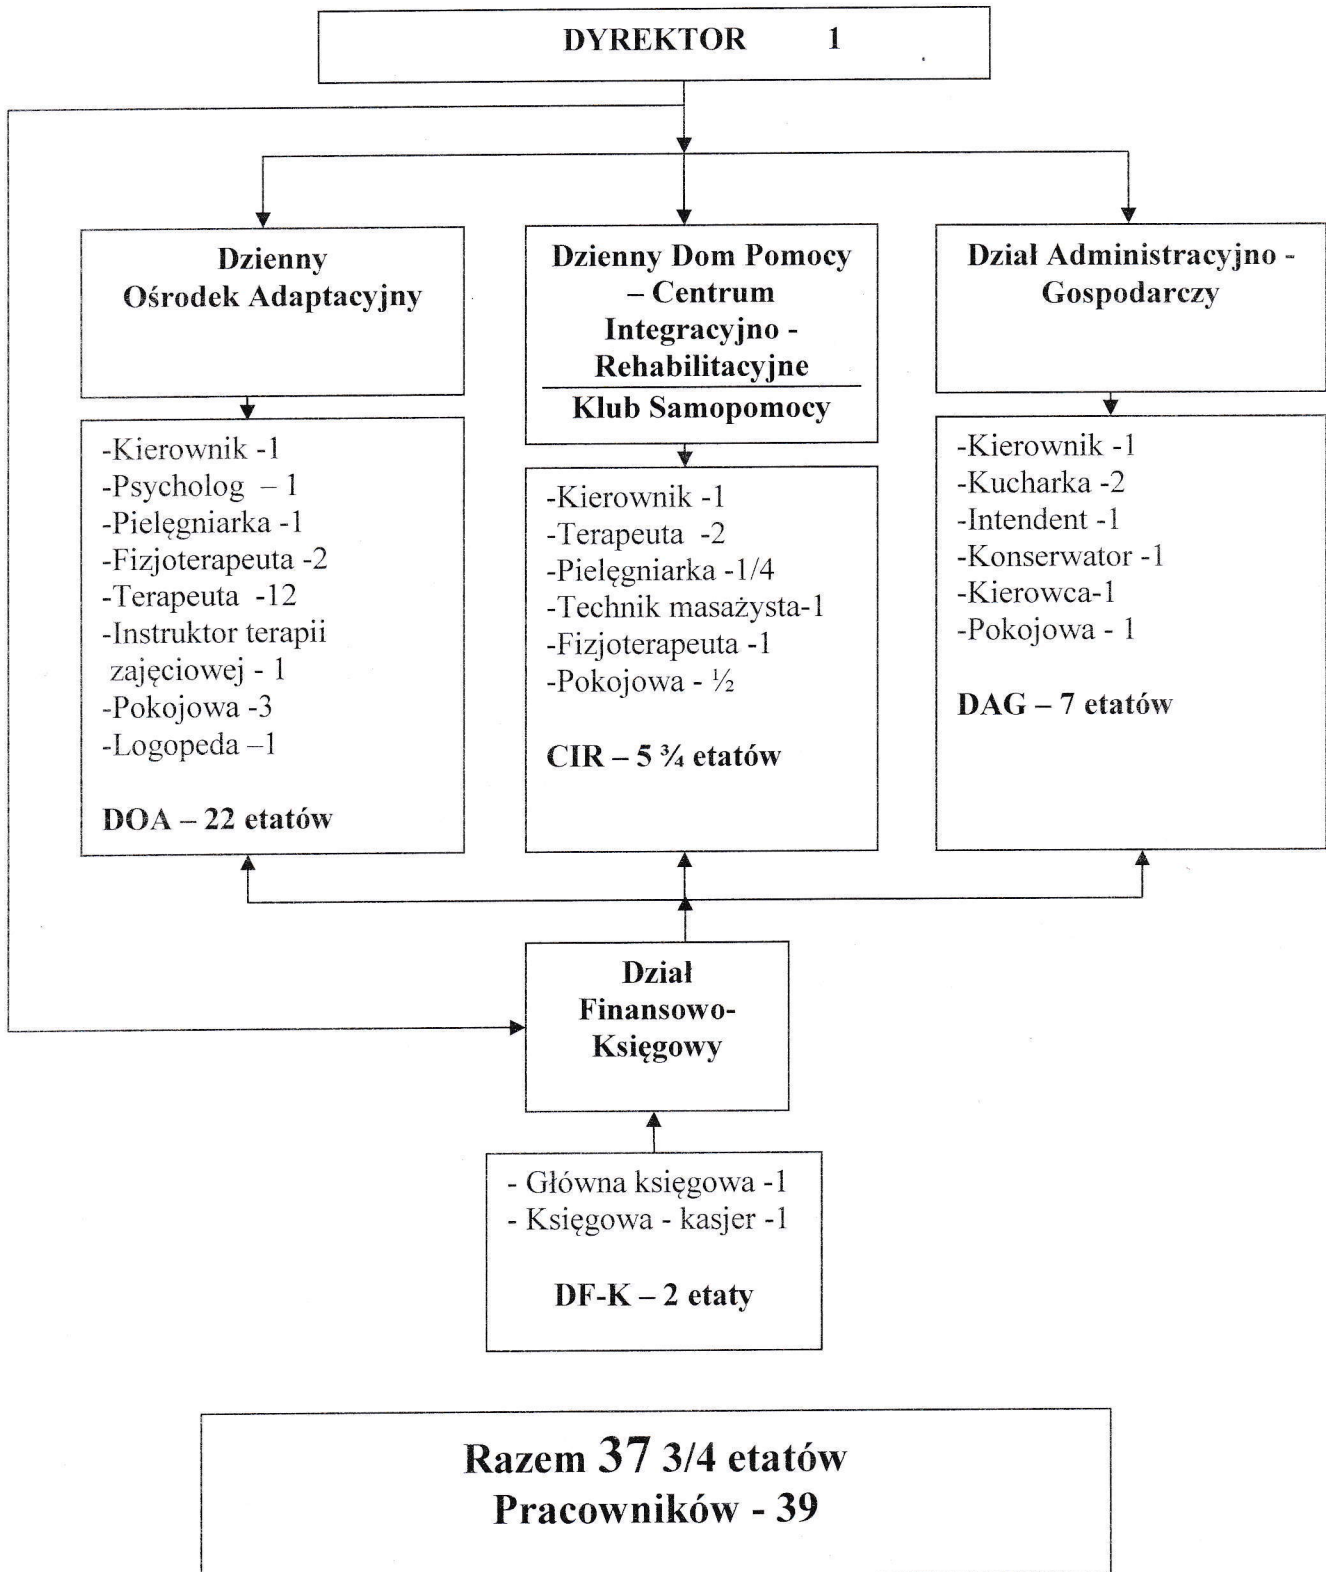 DYREKTOR 1
Dzienny
Ośrodek Adaptacyjny
Dzienny Dom Pomocy
– Centrum
Integracyjno -
Rehabilitacyjne
Klub Samopomocy
Dział Administracyjno -
Gospodarczy
-Kierownik -1
-Psycholog – 1
-Pielęgniarka -1
-Fizjoterapeuta -2
-Terapeuta -12
-Instruktor terapii
zajęciowej - 1
-Pokojowa -3
-Logopeda –1
DOA – 22 etatów
-Kierownik -1
-Terapeuta -2
-Pielęgniarka -1/4
-Technik masażysta-1
-Fizjoterapeuta -1
-Pokojowa - ½
CIR – 5 ¾ etatów
-Kierownik -1
-Kucharka -2
-Intendent -1
-Konserwator -1
-Kierowca-1
-Pokojowa - 1
DAG – 7 etatów
Dział
Finansowo-
Księgowy
- Główna księgowa -1
- Księgowa - kasjer -1
DF-K – 2 etaty
Razem 37 3/4 etatów
Pracowników - 39